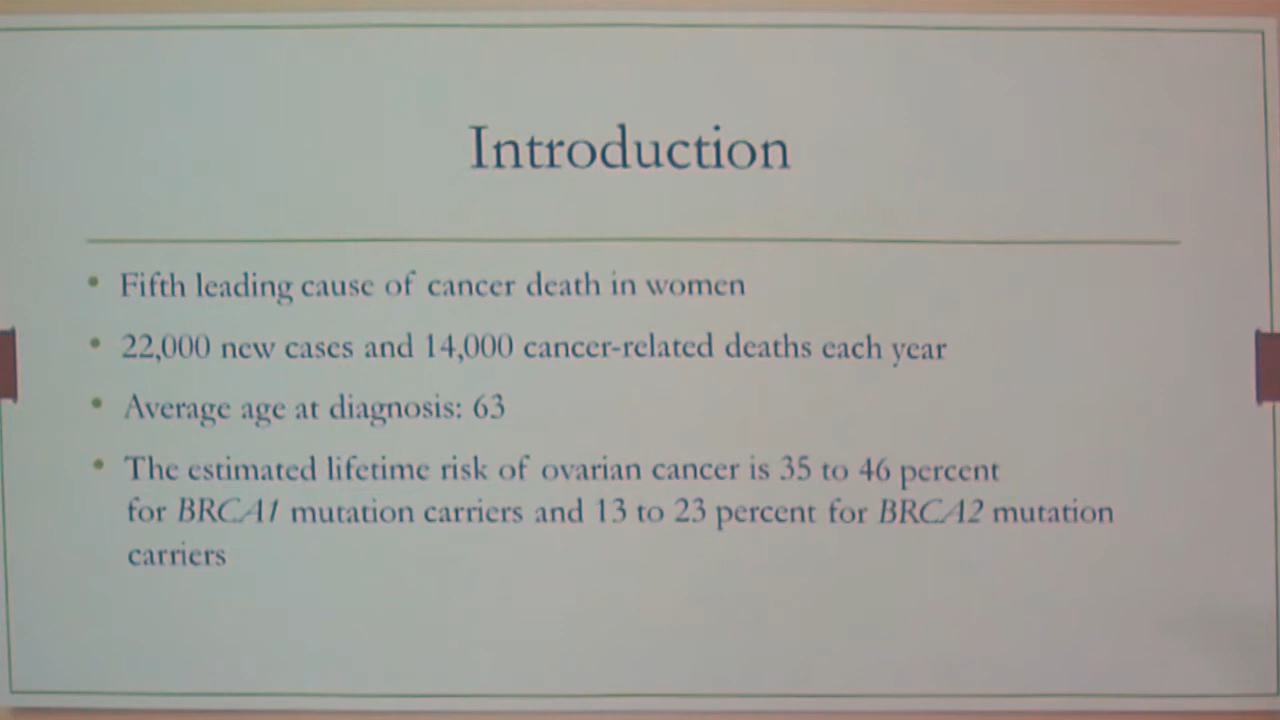 Introduction
• Fifth leading cause of cancer death in women
• 22,000 new cases and 14,000 cancer-related deaths each year
• Average age at diagnosis: 63
• The estimated lifetime risk of ovarian cancer is 35 to 46 percent
for BRCA1 mutation carriers and 13 to 23 percent for BRCA2 mutation
carriers